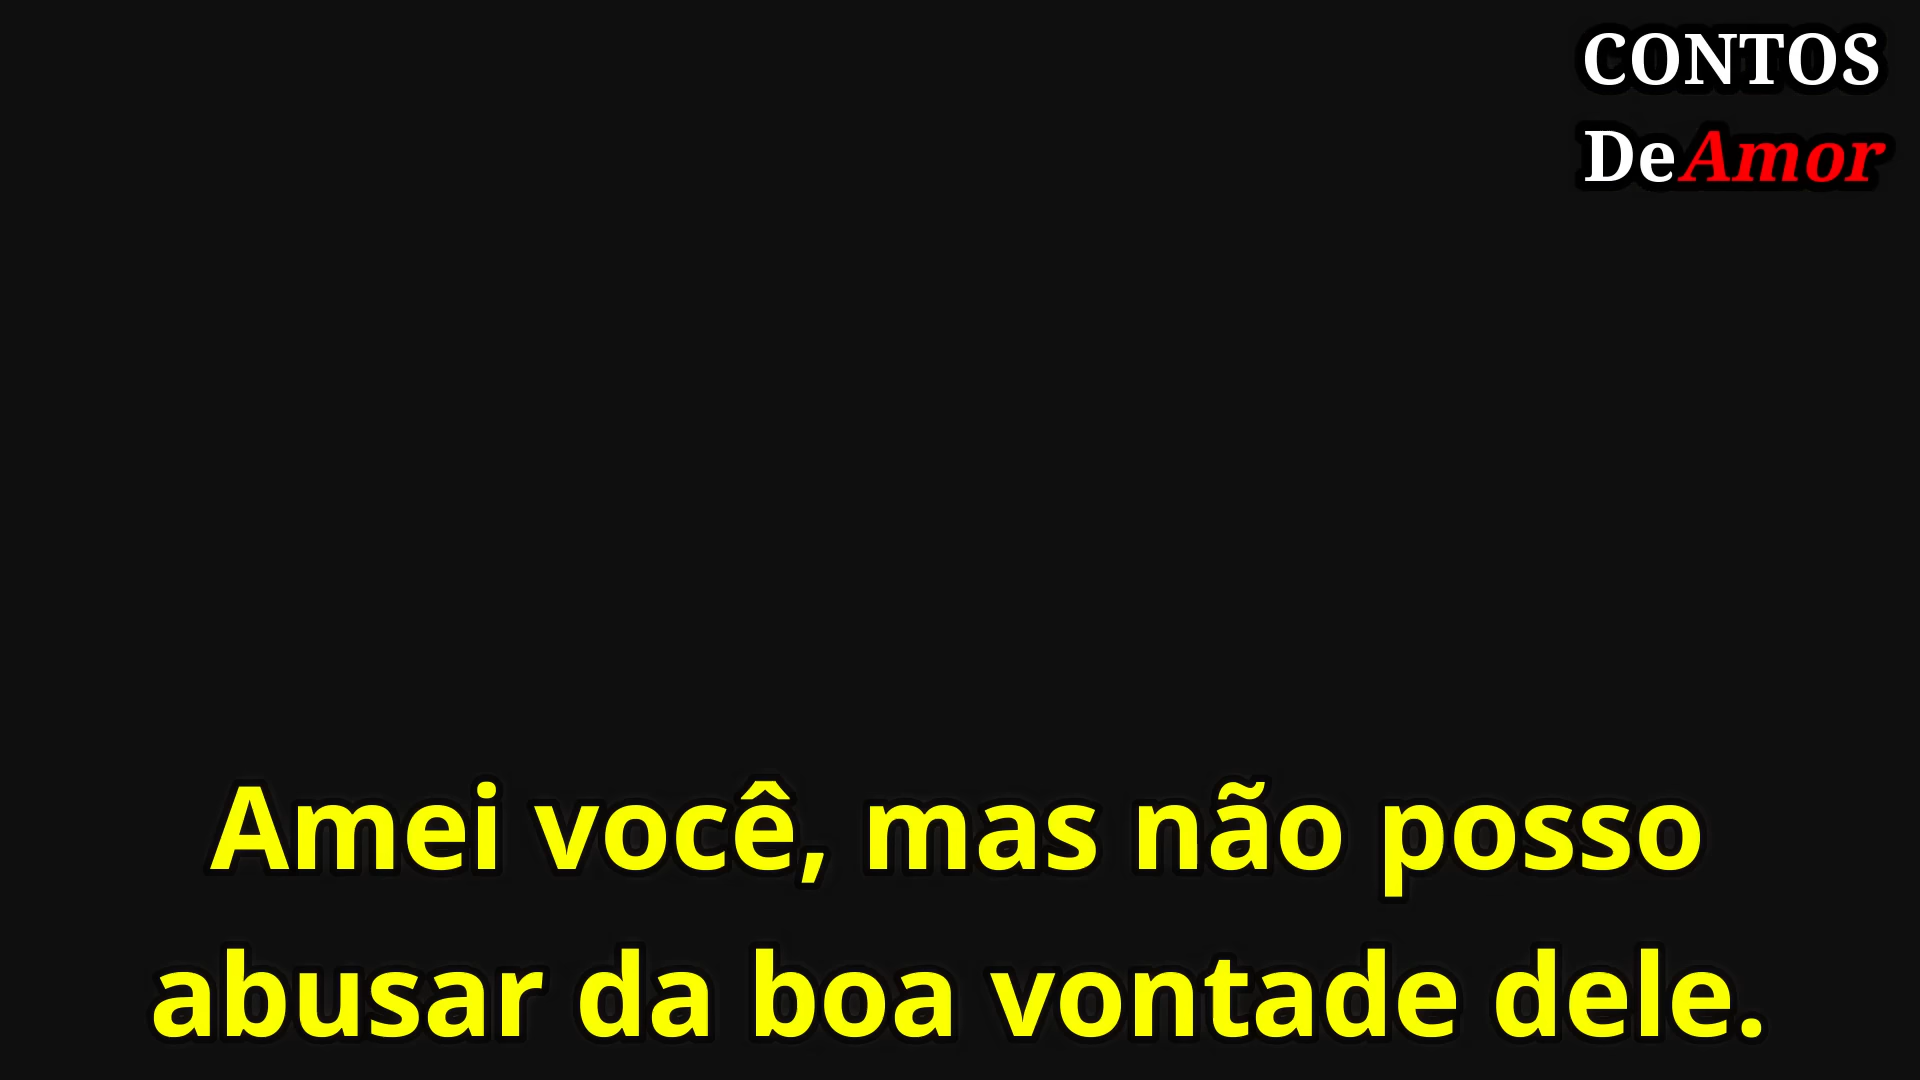 CONTOS
DeAmor
Amei você, mas não posso
abusar da boa vontade dele.